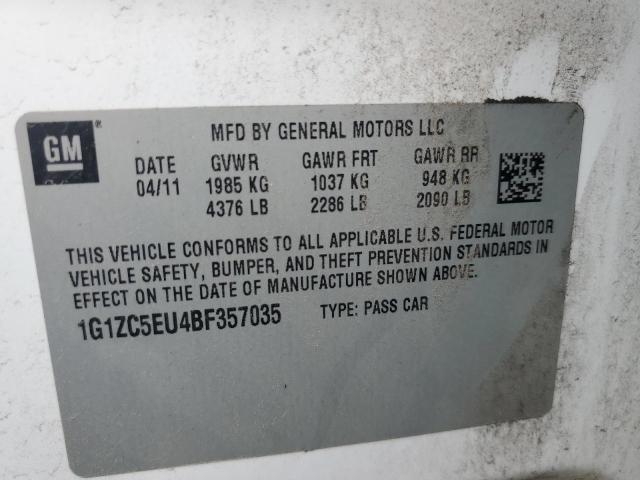 GM ®
MFD BY GENERAL MOTORS LLC
DATE GVWR GAWR FRT GAWR RR
04/11 1985 KG 1037 KG 948 KG
4376 LB 2286 LB 2090 LB
THIS VEHICLE CONFORMS TO ALL APPLICABLE U.S. FEDERAL MOTOR
VEHICLE SAFETY, BUMPER, AND THEFT PREVENTION STANDARDS IN
EFFECT ON THE DATE OF MANUFACTURE SHOWN ABOVE.
1G1ZC5EU4BF357035 TYPE: PASS CAR